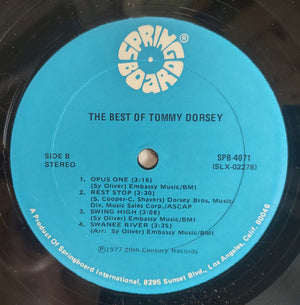 SPRING
BOARD®
THE BEST OF TOMMY DORSEY
SIDE B
STEREO
SPB-4071
(SLX-02278)
1. OPUS ONE (3:16)
(Sy Oliver) Embassy Music/BMI
2. REST STOP (3:30)
(S. Cooper-C. Shavers) Dorsey Bros. Music
Div. Music Sales Corp./ASCAP
3. SWING HIGH (3:08)
(Sy Oliver) Embassy Music/BMI
4. SWANEE RIVER (3:35)
(Arr: Sy Oliver) Embassy Music/BMI
℗1977 20th Century Records
A Product Of Springboard International, 8295 Sunset Blvd., Los Angeles, Calif. 90046